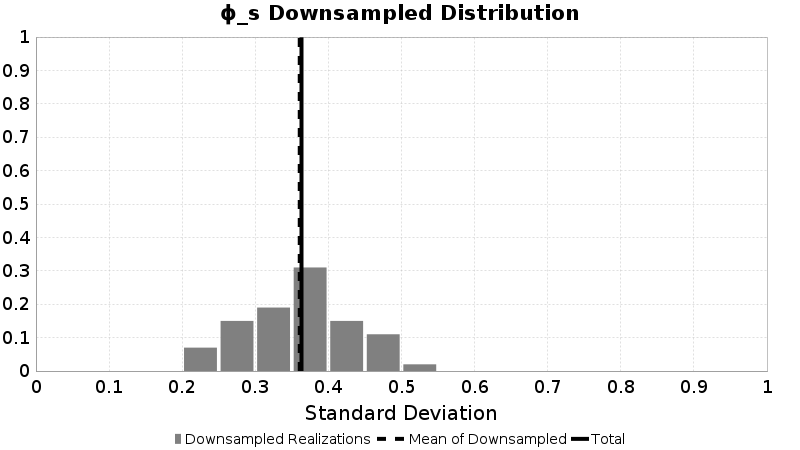 ϕ_s Downsampled Distribution
1
0.9
0.8
0.7
0.6
0.5
0.4
0.3
0.2
0.1
0
0 0.1 0.2 0.3 0.4 0.5 0.6 0.7 0.8 0.9 1
Standard Deviation
Downsampled Realizations Mean of Downsampled Total